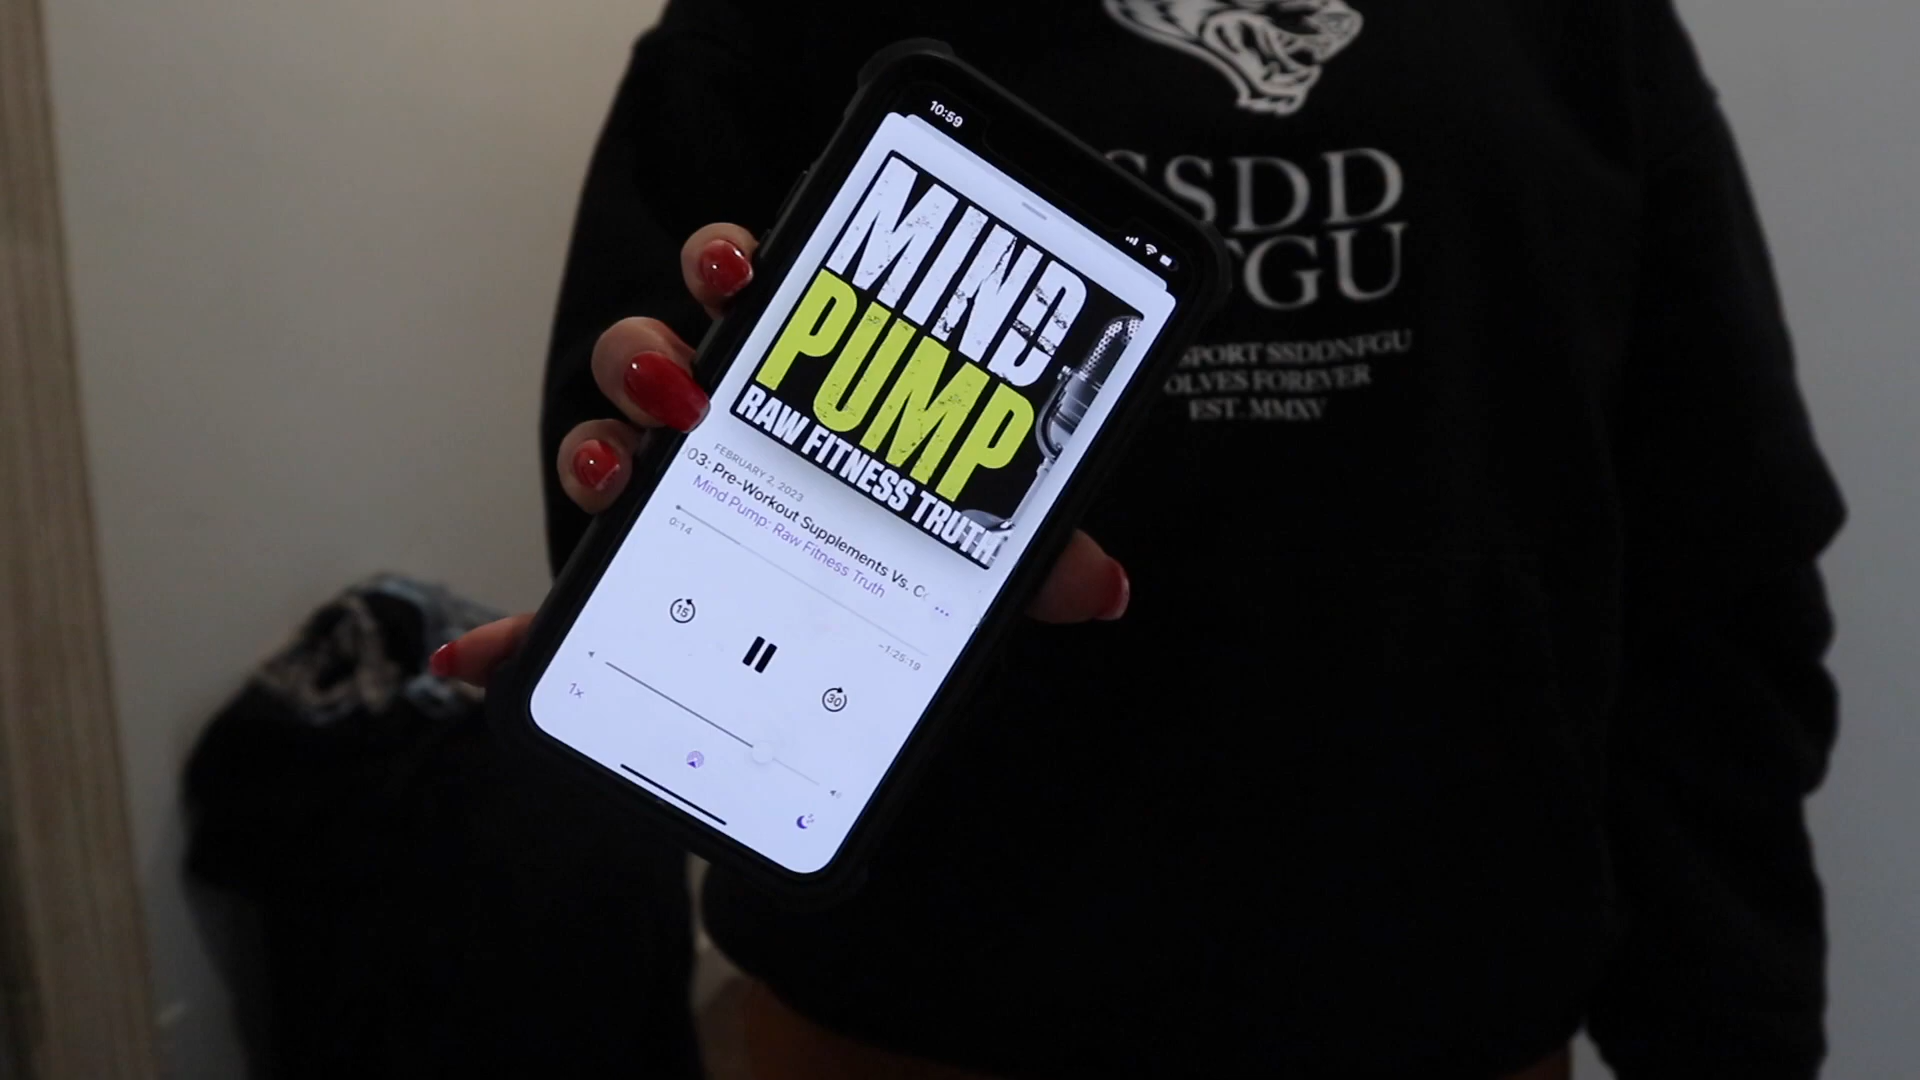 10:59
MIND
PUMP
RAW FITNESS TRUTH
FEBRUARY 2, 2023
03: Pre-Workout Supplements Vs. C
Mind Pump: Raw Fitness Truth
0:14
-1:25:19
15
30
1x
SSDD
FGU
SPORT SSDDNFGU
OLVES FOREVER
EST. MMXV